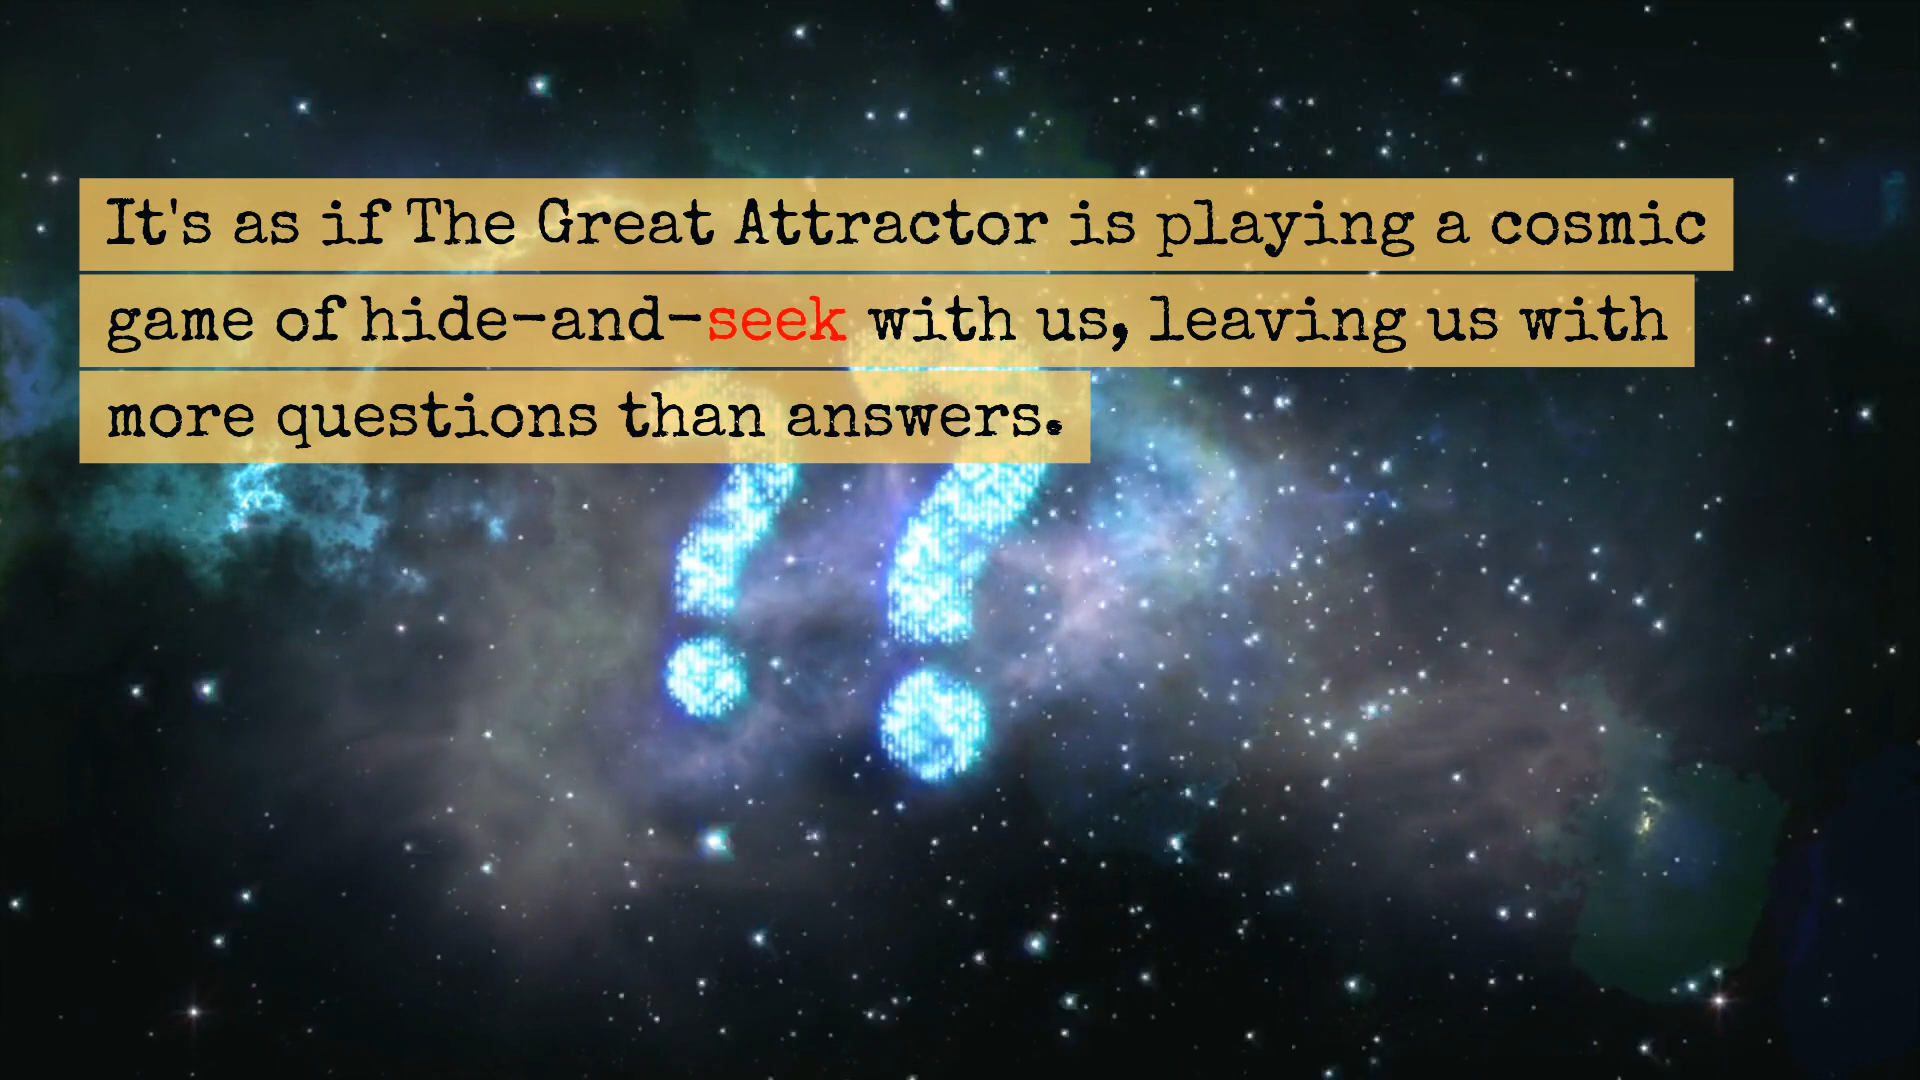 It's as if The Great Attractor is playing a cosmic
game of hide-and-seek with us, leaving us with
more questions than answers.
??